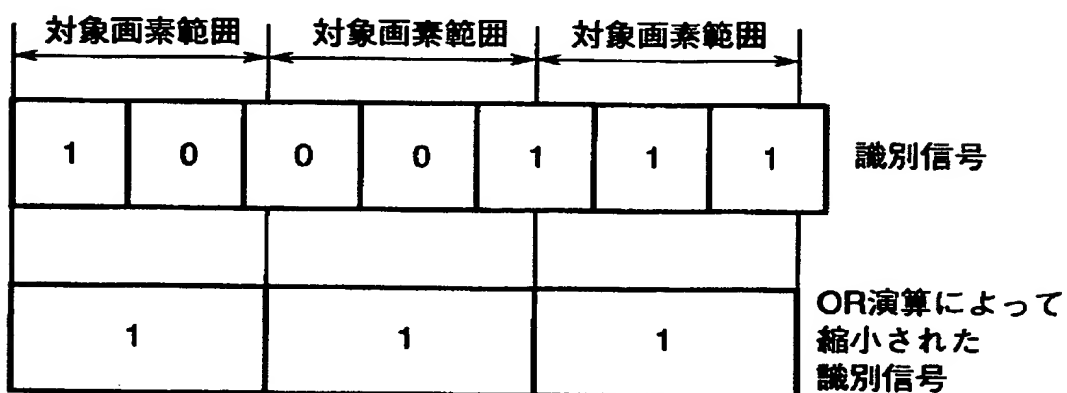 対象画素範囲 対象画素範囲 対象画素範囲
1 0 0 0 1 1 1 識別信号
1 1 1
OR演算によって
縮小された
識別信号